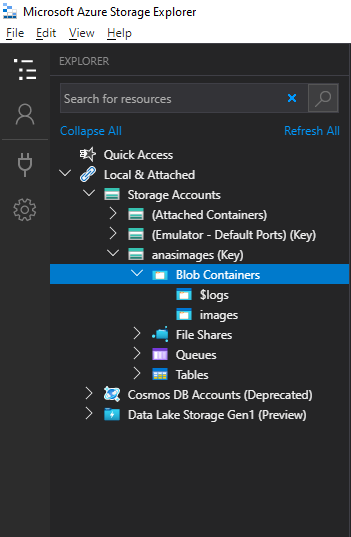 Microsoft Azure Storage Explorer
File Edit View Help
EXPLORER
Search for resources
Collapse All Refresh All
Quick Access
Local & Attached
Storage Accounts
(Attached Containers)
(Emulator - Default Ports) (Key)
anasimages (Key)
Blob Containers
$logs
images
File Shares
Queues
Tables
Cosmos DB Accounts (Deprecated)
Data Lake Storage Gen1 (Preview)